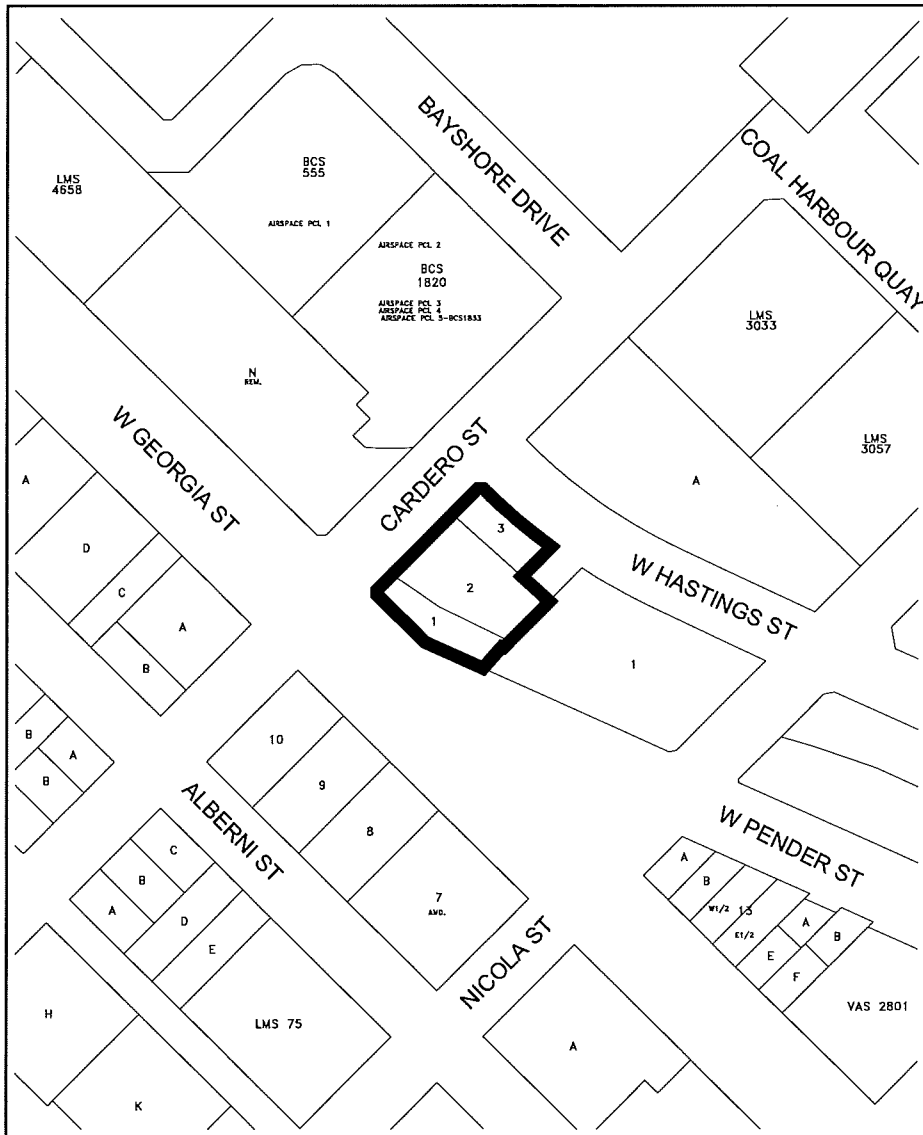 BAYSHORE DRIVE
COAL HARBOUR QUAY
BCS
555
LMS
4658
AIRSPACE PCL 1
AIRSPACE PCL 2
BCS
1820
AIRSPACE PCL 3
AIRSPACE PCL 4
AIRSPACE PCL 5-BCS1833
LMS
3033
N
REM.
LMS
3057
W GEORGIA ST
CARDERO ST
A
A
3
D
2
W HASTINGS ST
C
A
1
1
B
B
A
B
10
9
8
7
AMD.
ALBERNI ST
C
B
A
D
E
W PENDER ST
A
B
W1/2
13
E1/2
A
B
E
F
NICOLA ST
VAS 2801
H
LMS 75
A
K